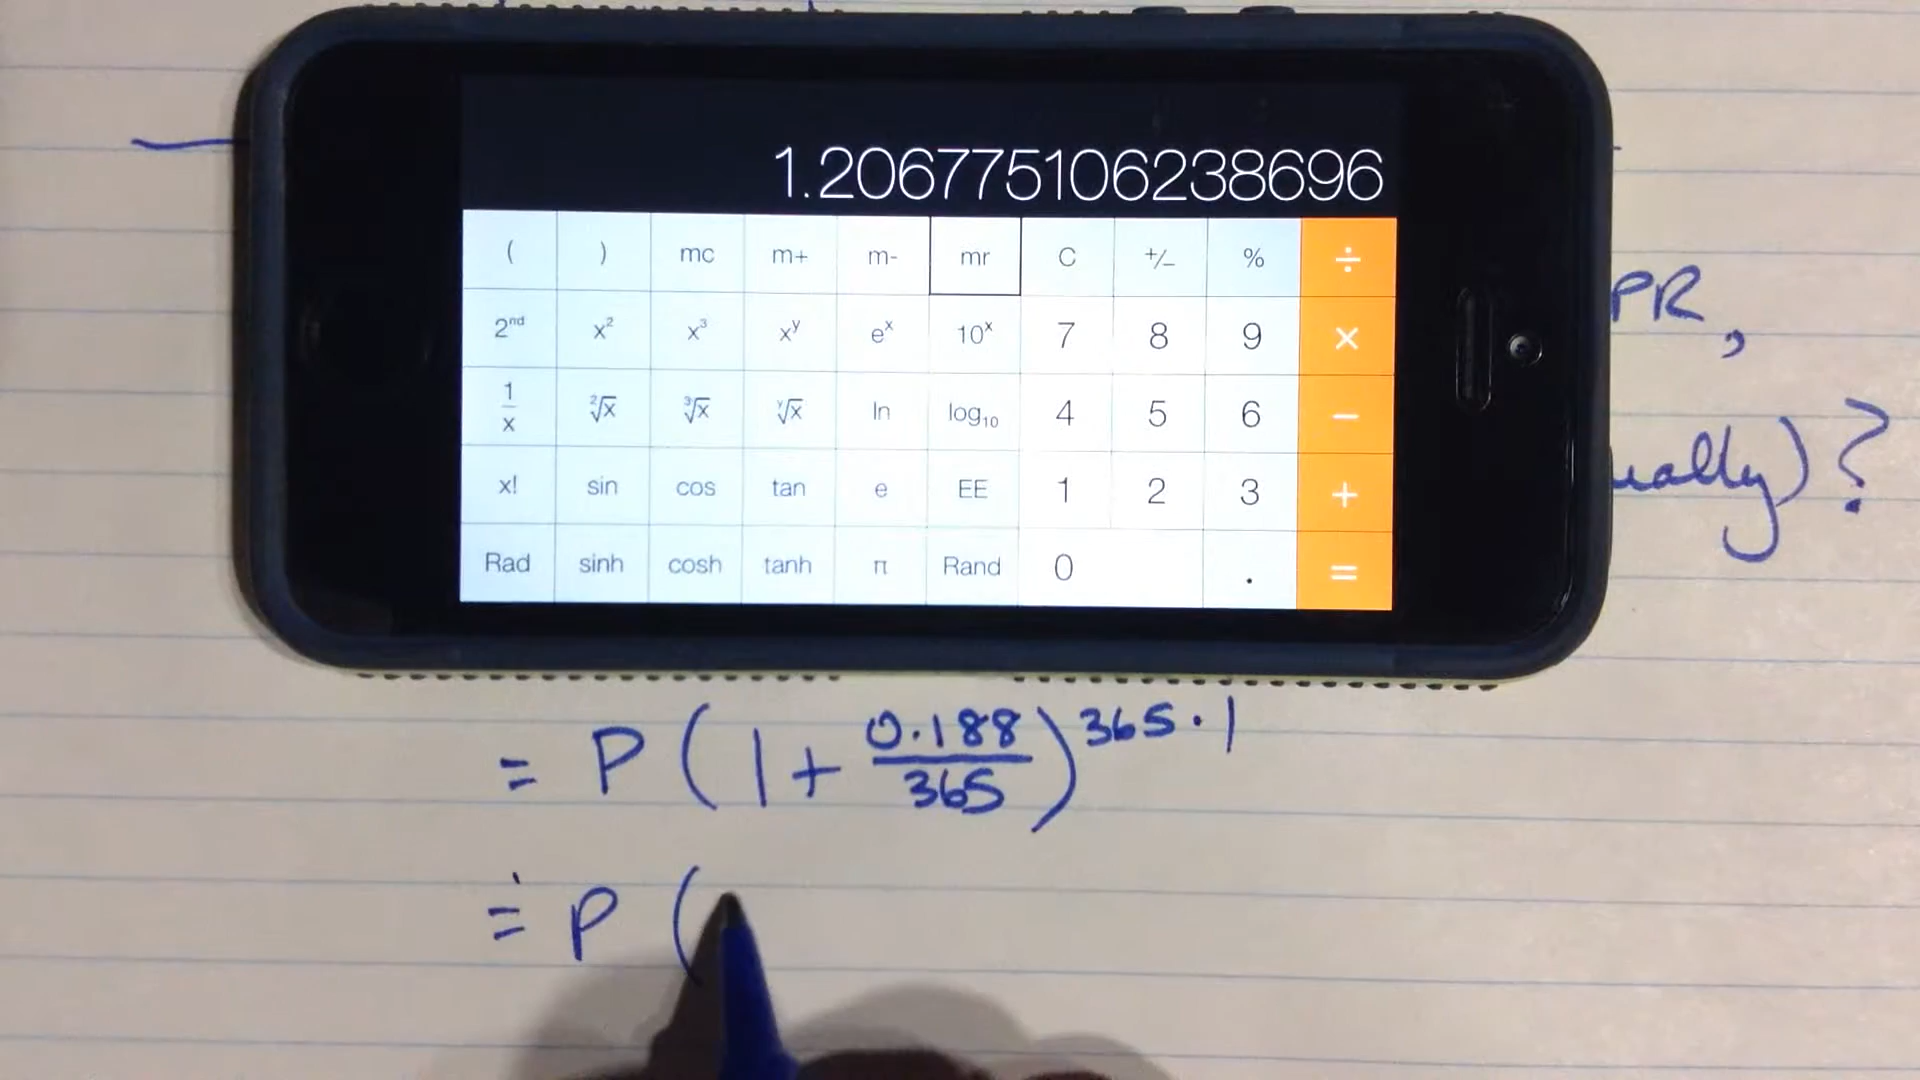 1.206775106238696
( ) mc m+ m- mr C +/- % ÷
2nd x² x³ xʸ eˣ 10ˣ 7 8 9 ×
1/x ²√x ³√x ʸ√x ln log₁₀ 4 5 6 −
x! sin cos tan e EE 1 2 3 +
Rad sinh cosh tanh π Rand 0 . =
PR,
ually)?
= P(1+0.188/365)^365·1
≐ P (